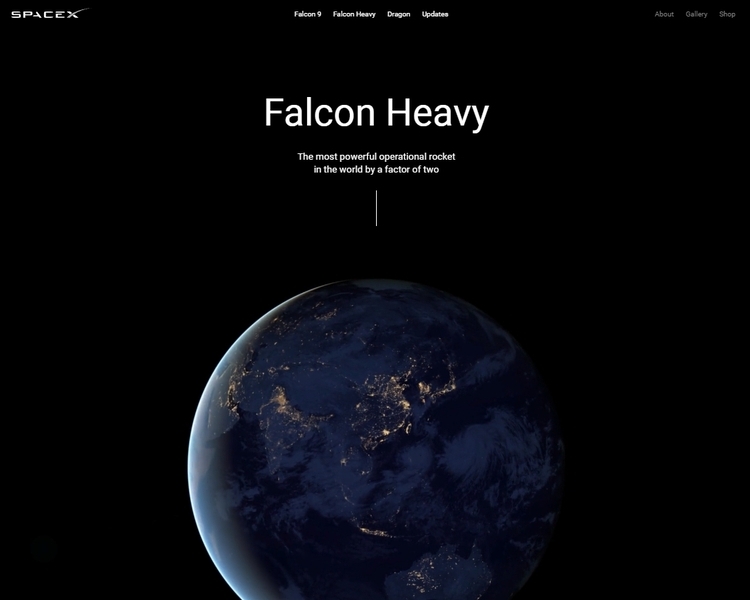 SPACEX
Falcon 9
Falcon Heavy
Dragon
Updates
About
Gallery
Shop
Falcon Heavy
The most powerful operational rocket
in the world by a factor of two